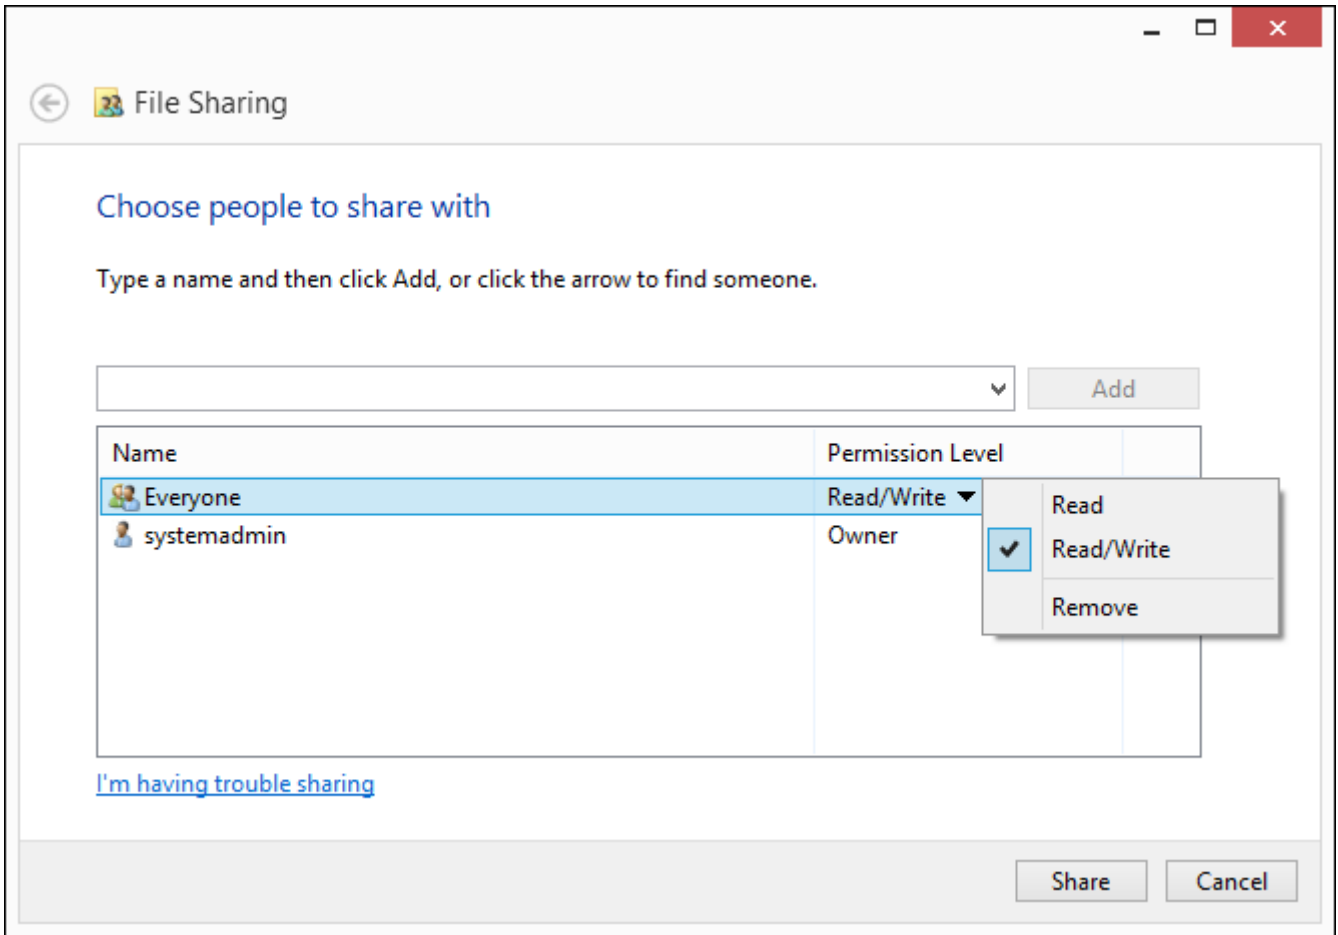 File Sharing
Choose people to share with
Type a name and then click Add, or click the arrow to find someone.
Add
Name Permission Level
Everyone Read/Write
systemadmin Owner
Read
Read/Write
Remove
I'm having trouble sharing
Share Cancel